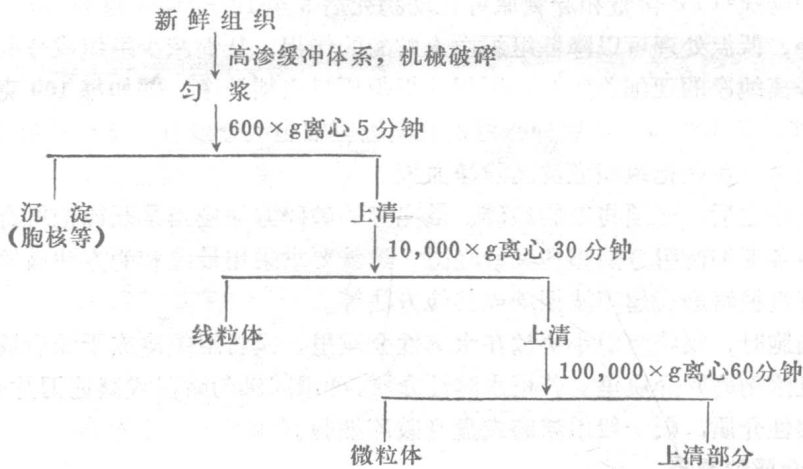 新鲜组织
高渗缓冲体系，机械破碎
匀浆
600×g离心5分钟
沉淀
（胞核等）
上清
10,000×g离心30分钟
线粒体
上清
100,000×g离心60分钟
微粒体
上清部分